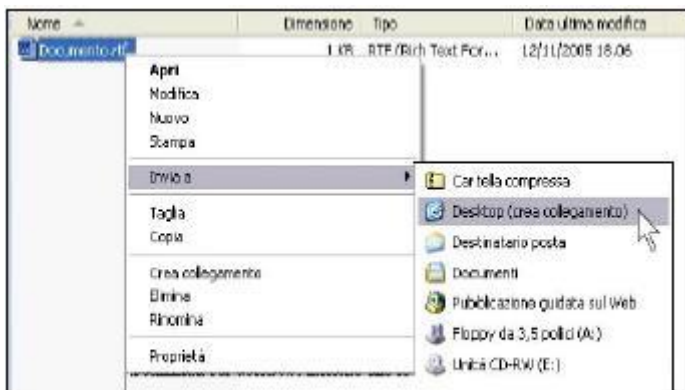 Nome Dimensione Tipo Data ultima modifica
Documento.rtf 1 KB RTF (Rich Text For... 12/11/2005 18.06
Apri
Modifica
Nuovo
Stampa
Invia a
Cartella compressa
Desktop (crea collegamento)
Destinatario posta
Documenti
Pubblicazione guidata sul Web
Floppy da 3,5 pollici (A:)
Unità CD-RW (E:)
Taglia
Copia
Crea collegamento
Elimina
Rinomina
Proprietà